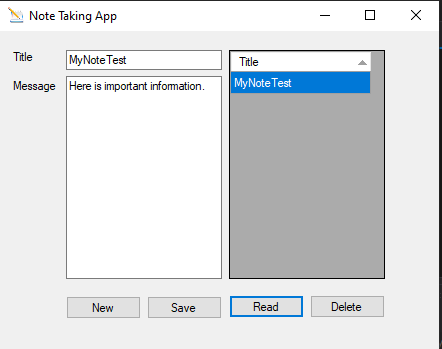 Note Taking App
Title
MyNoteTest
Message
Here is important information.
Title
MyNoteTest
New
Save
Read
Delete